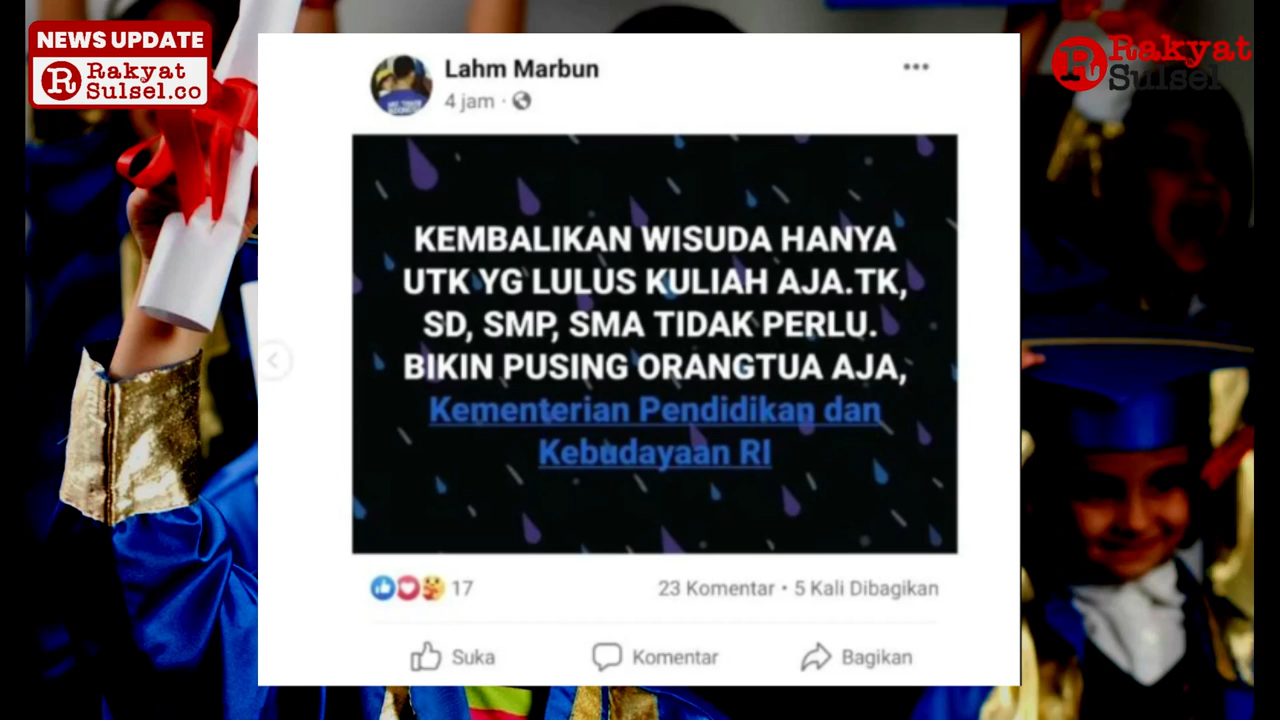 NEWS UPDATE
R Rakyat
Sulsel.co
R Rakyat
Sulsel
Lahm Marbun
4 jam ·
KEMBALIKAN WISUDA HANYA
UTK YG LULUS KULIAH AJA.TK,
SD, SMP, SMA TIDAK PERLU.
BIKIN PUSING ORANGTUA AJA,
Kementerian Pendidikan dan
Kebudayaan RI
17
23 Komentar • 5 Kali Dibagikan
Suka
Komentar
Bagikan